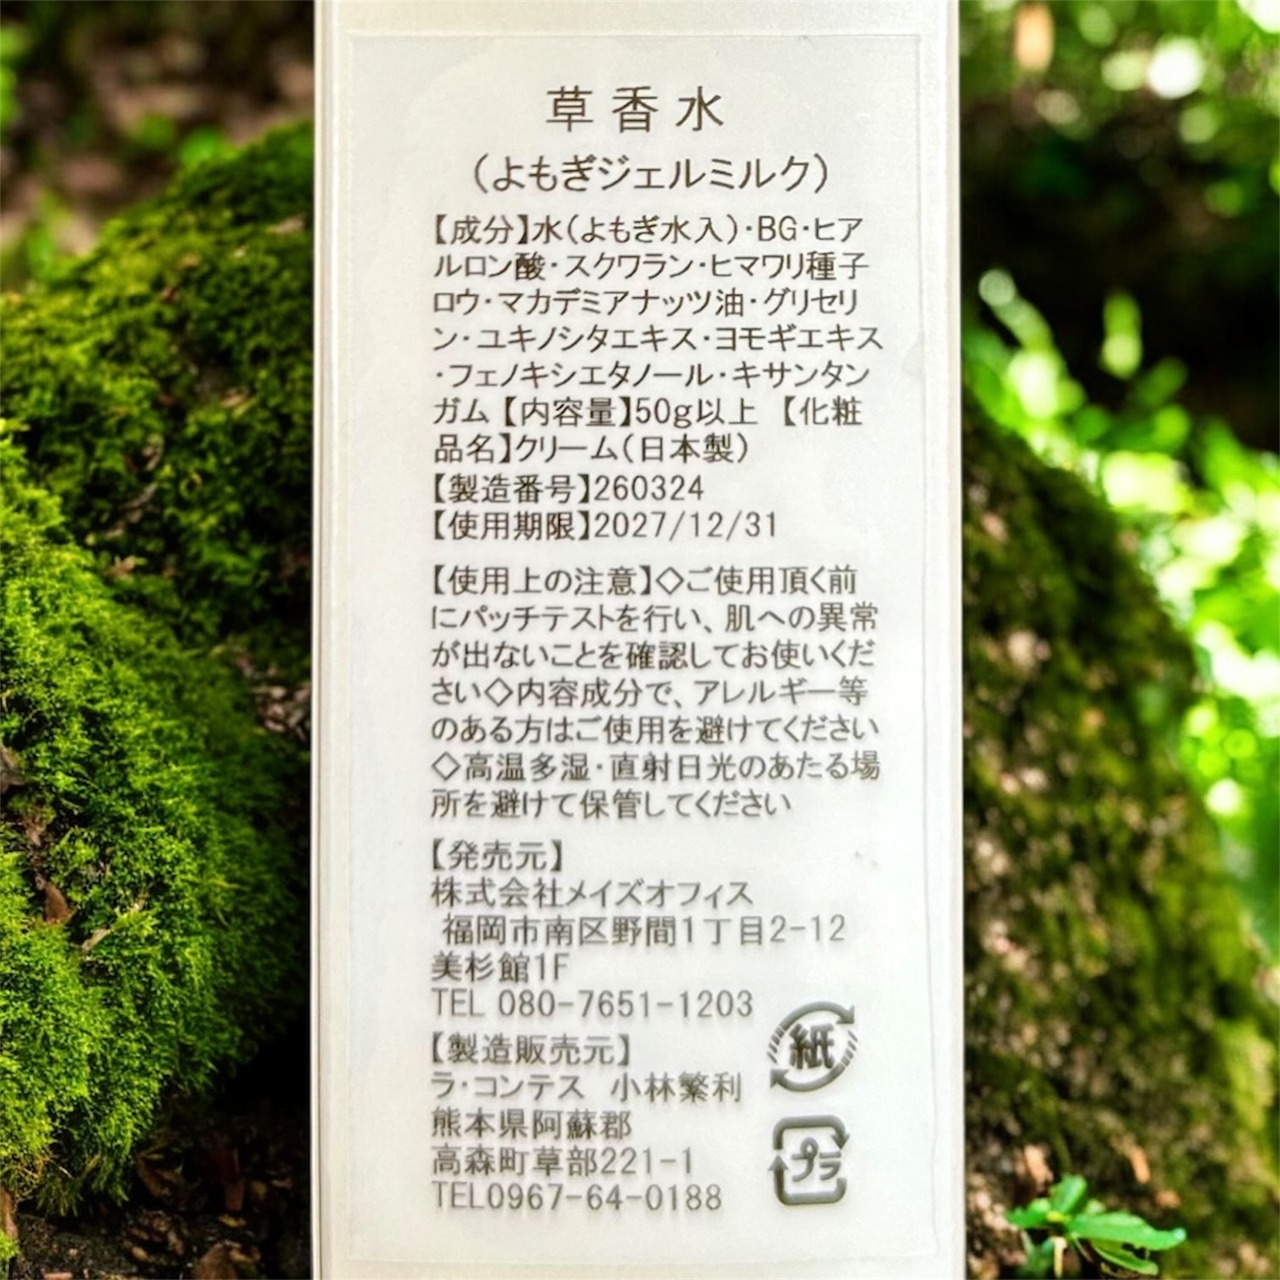 草香水
（よもぎジェルミルク）
【成分】水（よもぎ水入）・BG・ヒア
ルロン酸・スクワラン・ヒマワリ種子
ロウ・マカデミアナッツ油・グリセリ
ン・ユキノシタエキス・ヨモギエキス
・フェノキシエタノール・キサンタン
ガム【内容量】50g以上 【化粧
品名】クリーム（日本製）
【製造番号】260324
【使用期限】2027/12/31
【使用上の注意】◇ご使用頂く前
にパッチテストを行い、肌への異常
が出ないことを確認してお使いくだ
さい◇内容成分で、アレルギー等
のある方はご使用を避けてください
◇高温多湿・直射日光のあたる場
所を避けて保管してください
【発売元】
株式会社メイズオフィス
福岡市南区野間1丁目2-12
美杉館1F
TEL 080-7651-1203
【製造販売元】
ラ・コンテス 小林繁利
熊本県阿蘇郡
高森町草部221-1
TEL0967-64-0188
紙
プラ